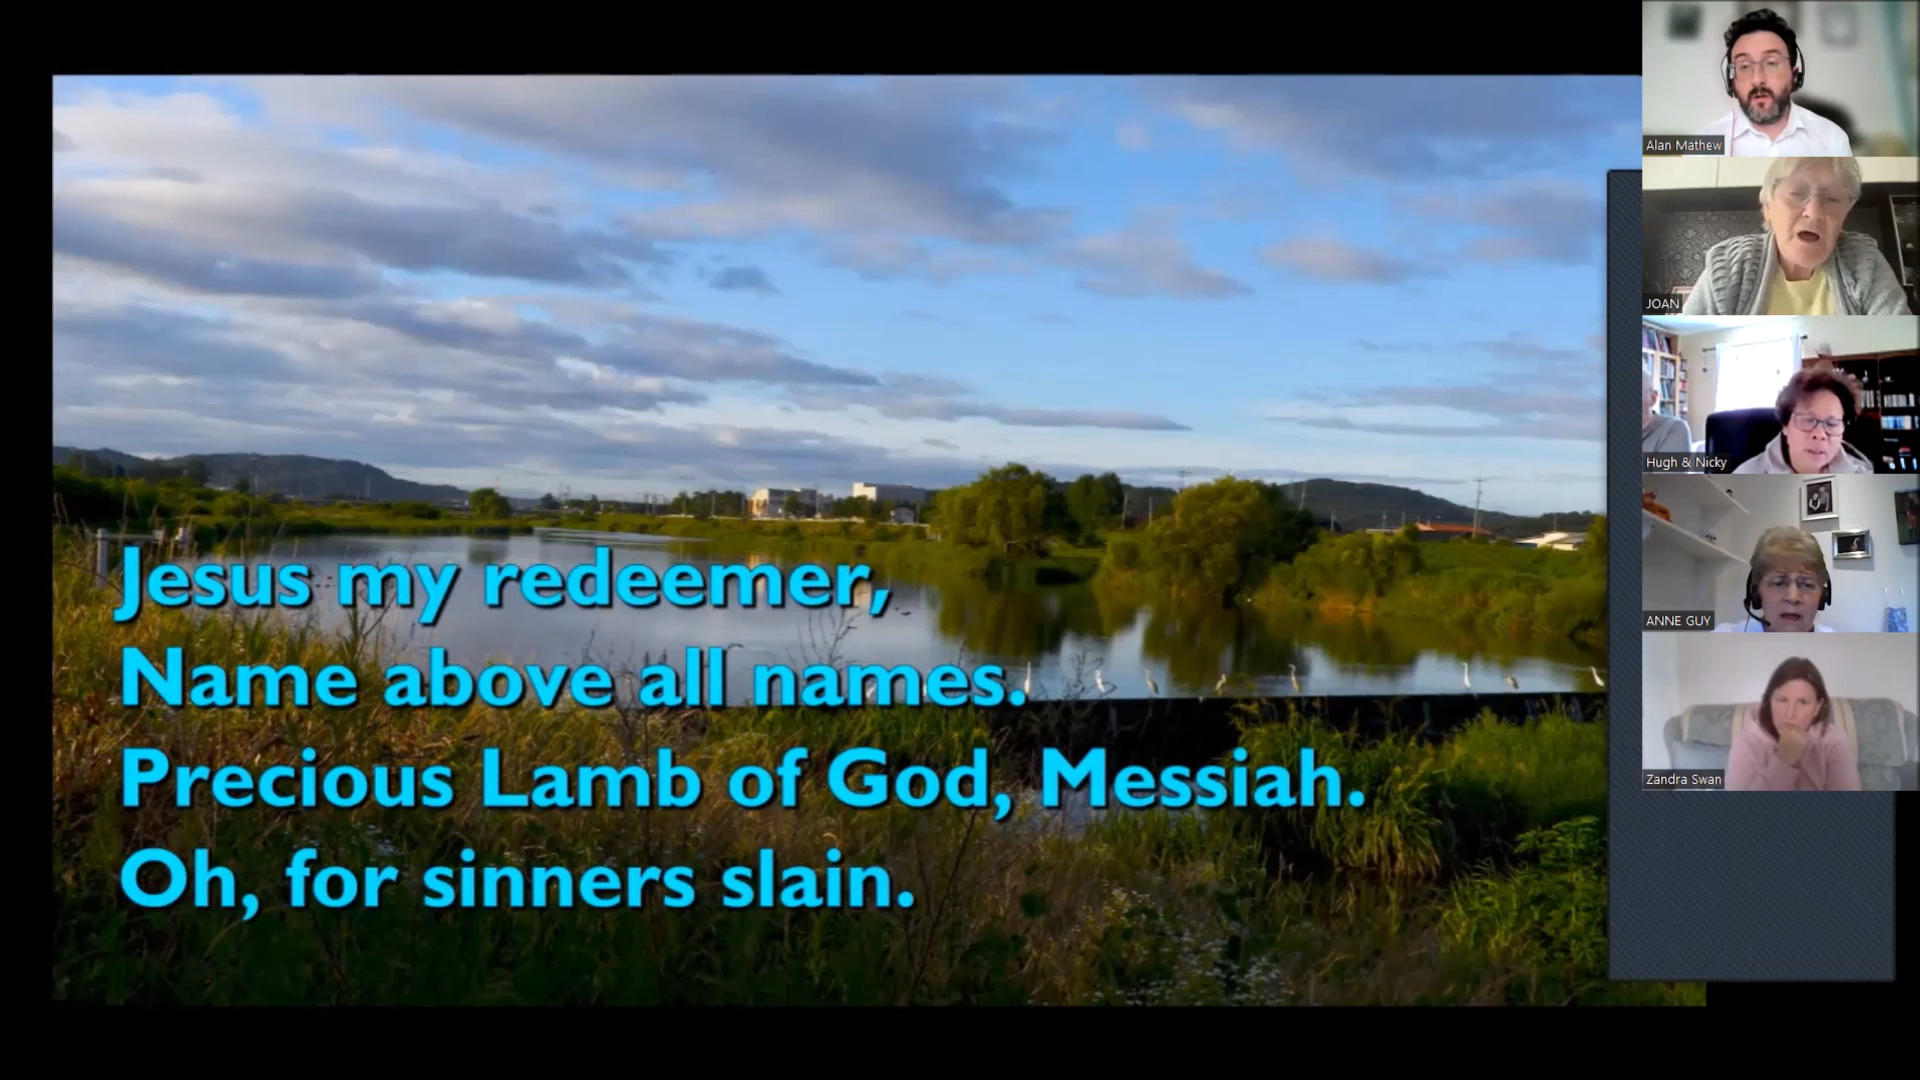 Jesus my redeemer,
Name above all names.
Precious Lamb of God, Messiah.
Oh, for sinners slain.
Alan Mathew
JOAN
Hugh & Nicky
ANNE GUY
Zandra Swan